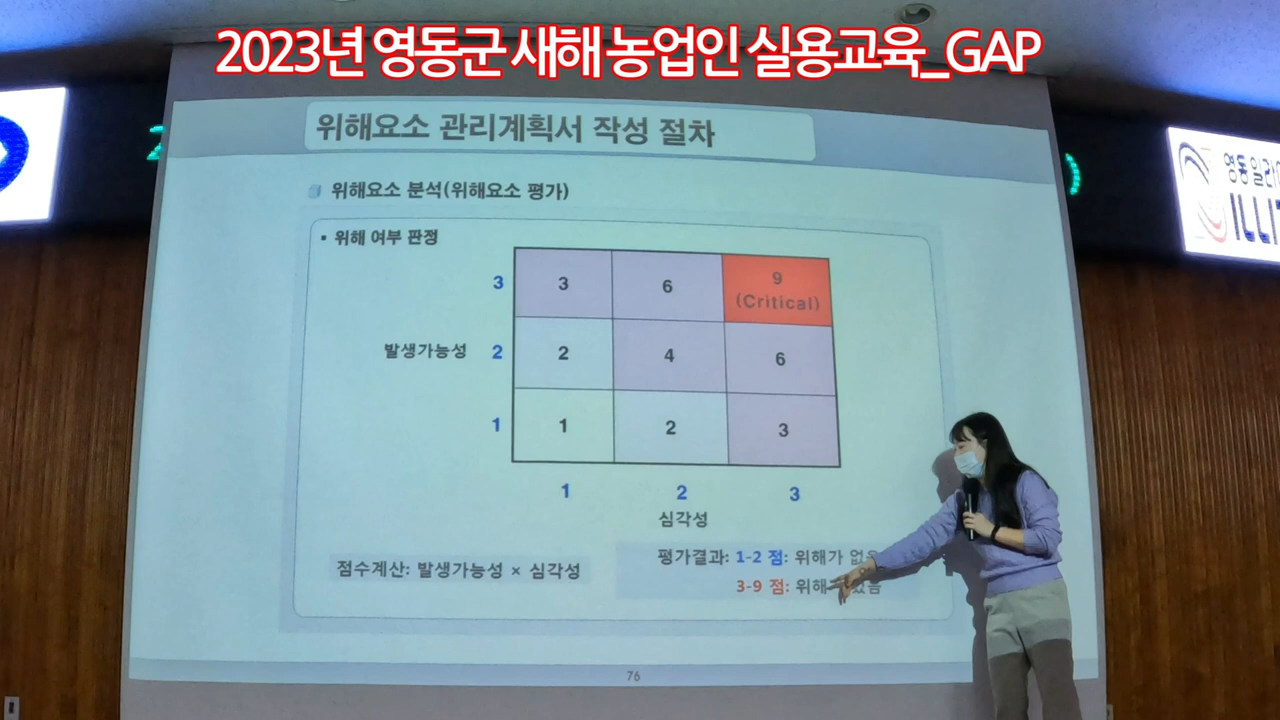 2023년 영동군 새해 농업인 실용교육_GAP
위해요소 관리계획서 작성 절차
위해요소 분석(위해요소 평가)
▪ 위해 여부 판정
3 3 6 9
(Critical)
발생가능성 2 2 4 6
1 1 2 3
1 2 3
심각성
점수계산: 발생가능성 × 심각성
평가결과: 1-2 점: 위해가 없음
3-9 점: 위해 있음
76
영동
ILLI